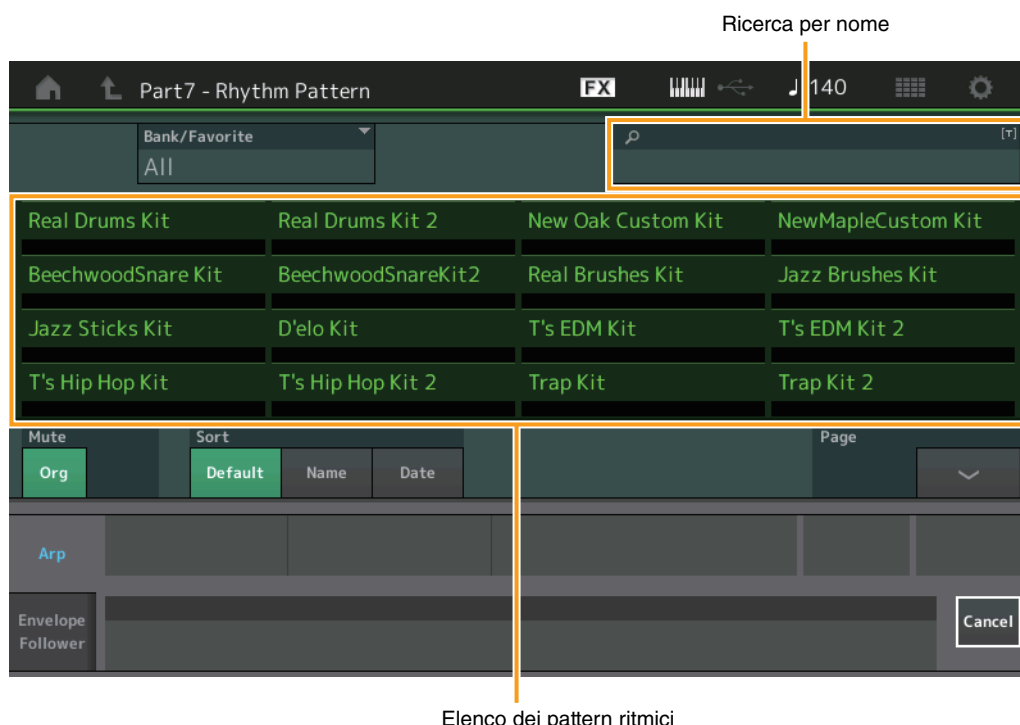 Ricerca per nome
Part7 - Rhythm Pattern FX ♩ 140
Bank/Favorite
All
[T]
Real Drums Kit Real Drums Kit 2 New Oak Custom Kit NewMapleCustom Kit
BeechwoodSnare Kit BeechwoodSnareKit2 Real Brushes Kit Jazz Brushes Kit
Jazz Sticks Kit D'elo Kit T's EDM Kit T's EDM Kit 2
T's Hip Hop Kit T's Hip Hop Kit 2 Trap Kit Trap Kit 2
Mute Sort Page
Org Default Name Date
Arp
Envelope
Follower
Cancel
Elenco dei pattern ritmici